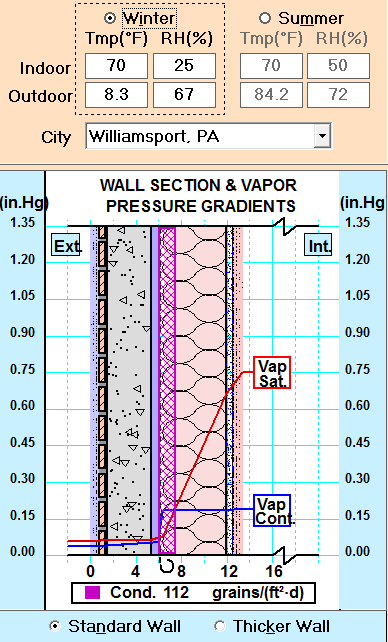 Winter Summer
Tmp(°F) RH(%) Tmp(°F) RH(%)
Indoor 70 25 70 50
Outdoor 8.3 67 84.2 72
City Williamsport, PA
WALL SECTION & VAPOR
PRESSURE GRADIENTS
(in.Hg) (in.Hg)
1.35 1.35
Ext. Int.
1.20 1.20
1.05 1.05
0.90 0.90
0.75 Vap 0.75
Sat.
0.60 0.60
0.45 0.45
0.30 0.30
Vap
0.15 Cont. 0.15
0.00 0.00
0 4 8 12 16
Cond. 112 grains/(ft²·d)
Standard Wall Thicker Wall